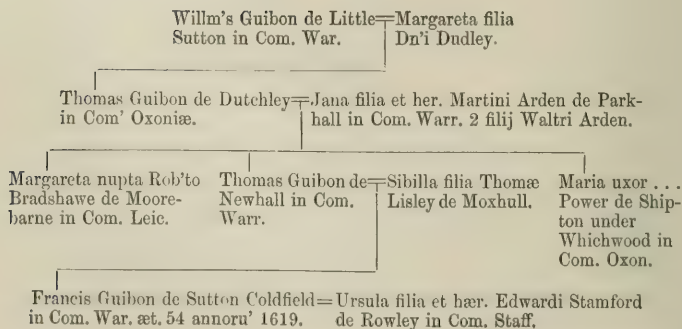 Willm's Guibon de Little Sutton in Com. War. = Margareta filia Dn'i Dudley.
Thomas Guibon de Dutchley in Com' Oxoniæ. = Jana filia et her. Martini Arden de Park-
hall in Com. Warr. 2 filij Waltri Arden.
Margareta nupta Rob'to
Bradshawe de Moore-
barne in Com. Leic.
Thomas Guibon de
Newhall in Com.
Warr.
Sibilla filia Thomæ
Lisley de Moxhull.
Maria uxor . . .
Power de Ship-
ton under
Whichwood in
Com. Oxon.
Francis Guibon de Sutton Coldfield = Ursula filia et hær. Edwardi Stamford
in Com. War. æt. 54 annoru' 1619. de Rowley in Com. Staff.